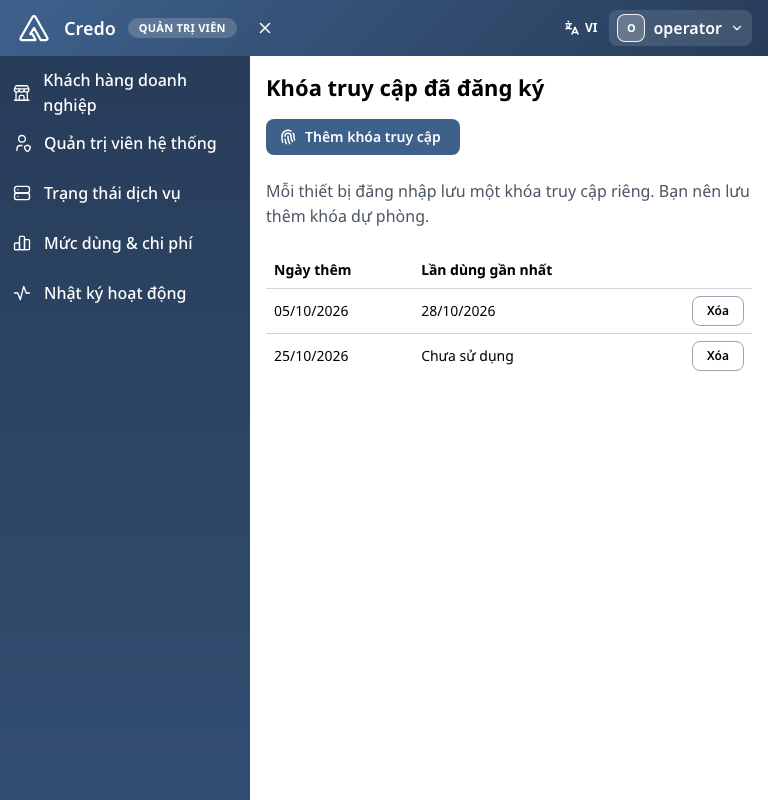 Credo
QUẢN TRỊ VIÊN
VI
O
operator
Khách hàng doanh
nghiệp
Quản trị viên hệ thống
Trạng thái dịch vụ
Mức dùng & chi phí
Nhật ký hoạt động
Khóa truy cập đã đăng ký
Thêm khóa truy cập
Mỗi thiết bị đăng nhập lưu một khóa truy cập riêng. Bạn nên lưu
thêm khóa dự phòng.
Ngày thêm Lần dùng gần nhất
05/10/2026 28/10/2026 Xóa
25/10/2026 Chưa sử dụng Xóa